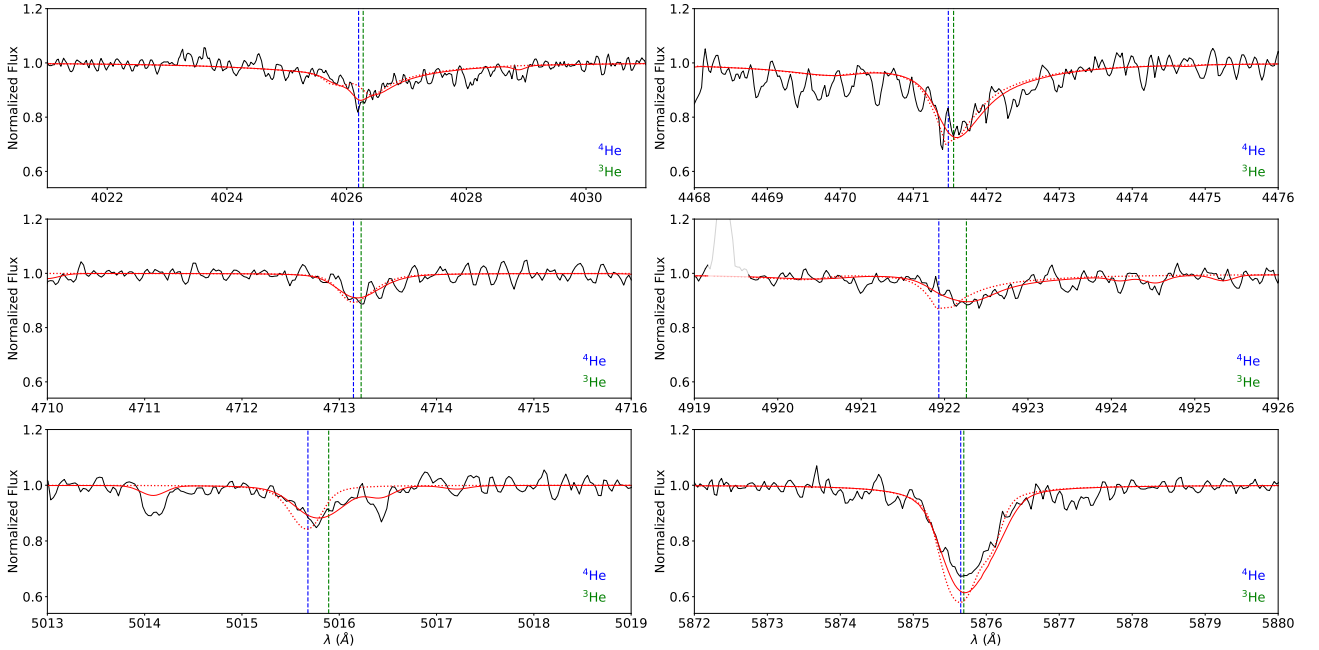 1.2
1.0
0.8
0.6
Normalized Flux
⁴He
³He
4022 4024 4026 4028 4030
1.2
1.0
0.8
0.6
Normalized Flux
⁴He
³He
4468 4469 4470 4471 4472 4473 4474 4475 4476
1.2
1.0
0.8
0.6
Normalized Flux
⁴He
³He
4710 4711 4712 4713 4714 4715 4716
1.2
1.0
0.8
0.6
Normalized Flux
⁴He
³He
4919 4920 4921 4922 4923 4924 4925 4926
1.2
1.0
0.8
0.6
Normalized Flux
⁴He
³He
5013 5014 5015 5016 5017 5018 5019
λ (Å)
1.2
1.0
0.8
0.6
Normalized Flux
⁴He
³He
5872 5873 5874 5875 5876 5877 5878 5879 5880
λ (Å)